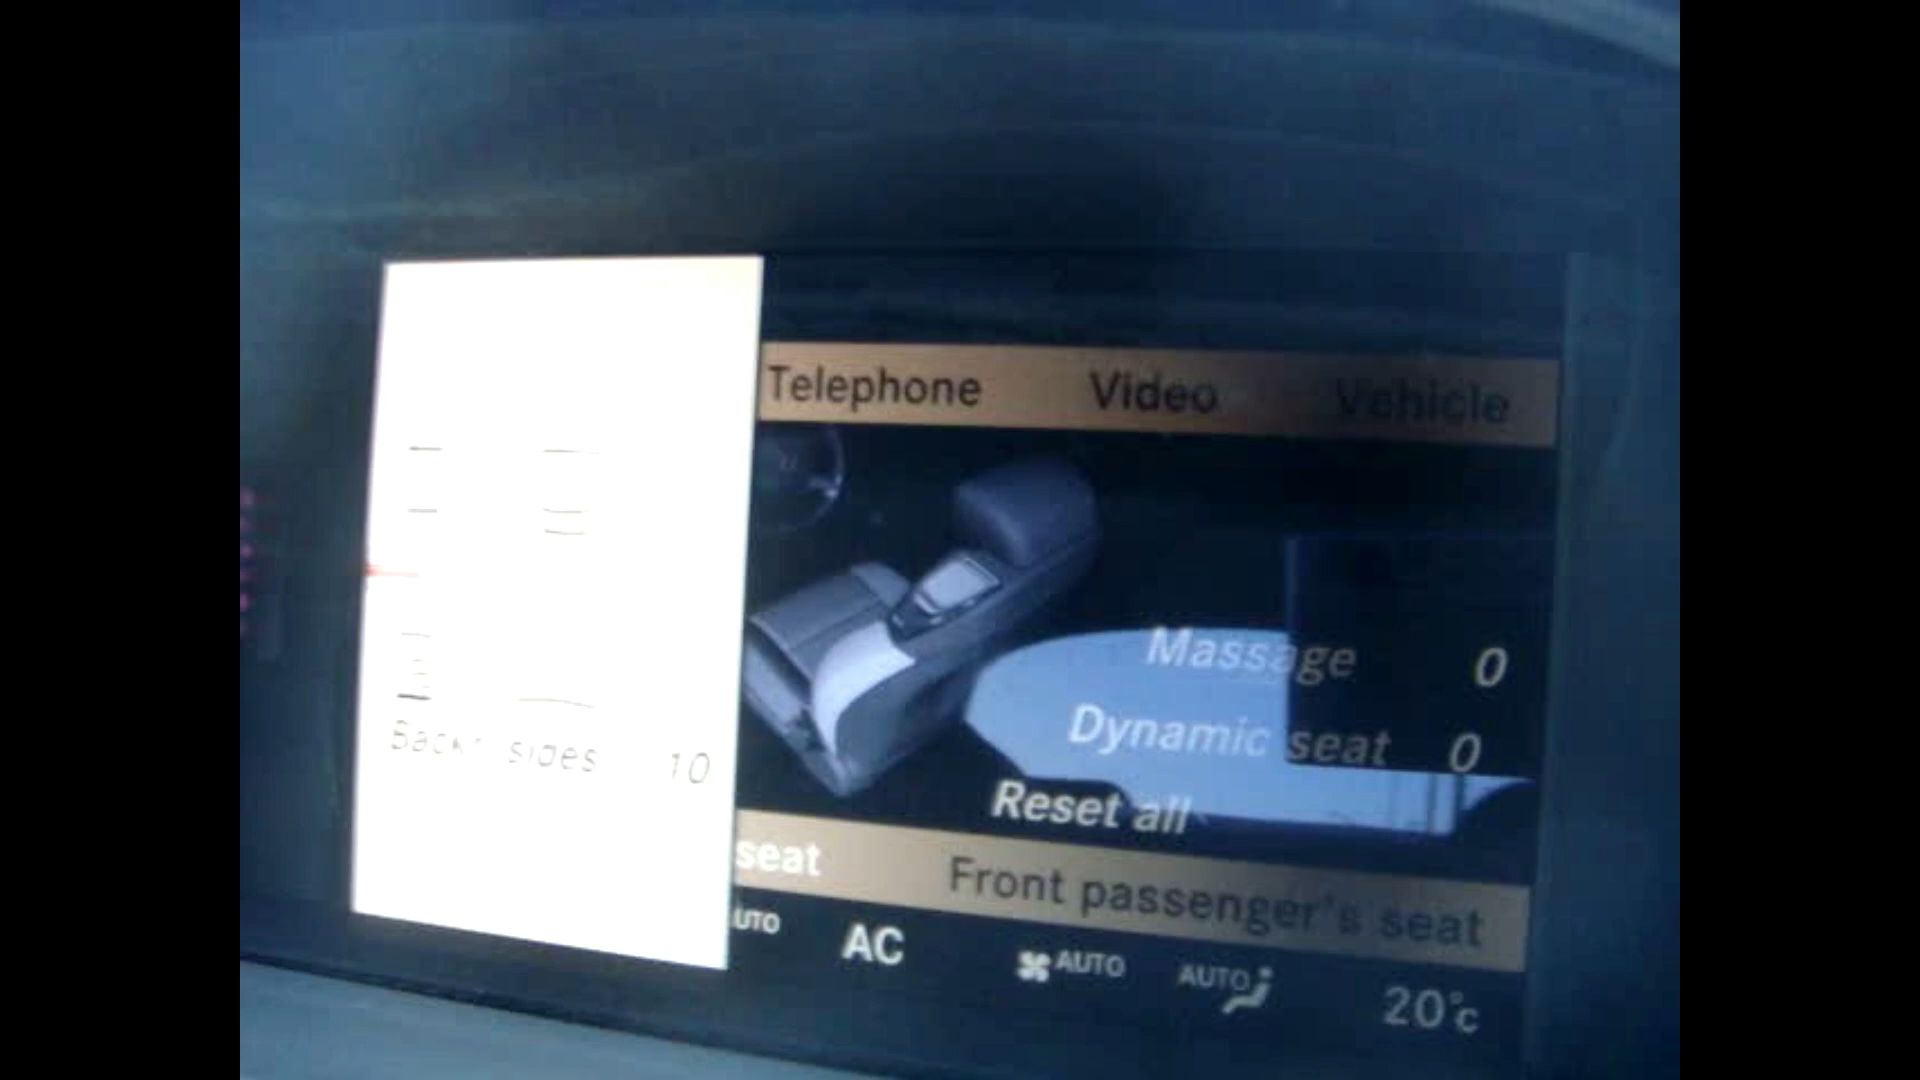 Telephone Video Vehicle
Massage 0
Dynamic seat 0
sides 10
Reset all
seat Front passenger's seat
AUTO AC AUTO AUTO 20°C